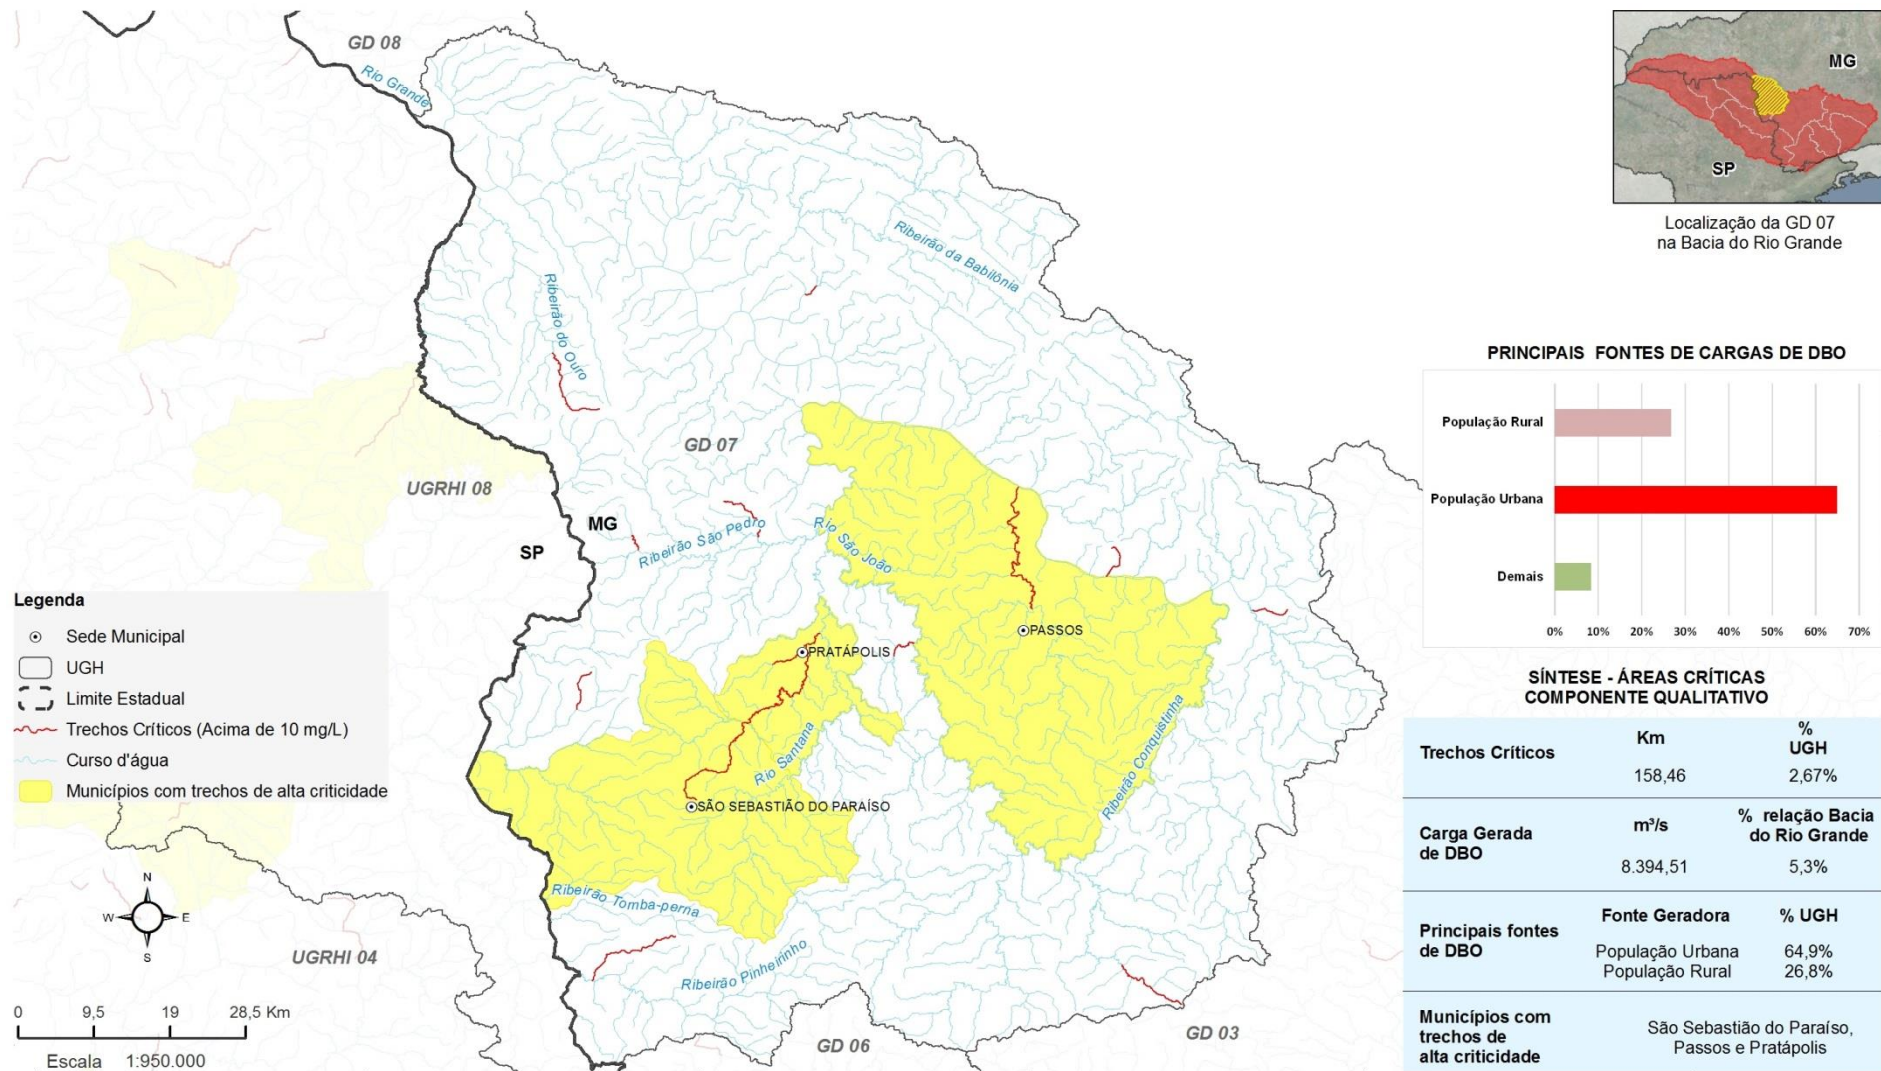 GD 08
Rio Grande
Ribeirão da Babilônia
Ribeirão do Ouro
GD 07
UGRHI 08
MG
SP
Ribeirão São Pedro
Rio São João
PASSOS
PRATÁPOLIS
Rio Santana
Ribeirão Conquistinha
SÃO SEBASTIÃO DO PARAÍSO
Ribeirão Tomba-perna
Ribeirão Pinheirinho
UGRHI 04
GD 06
GD 03
Legenda
Sede Municipal
UGH
Limite Estadual
Trechos Críticos (Acima de 10 mg/L)
Curso d'água
Municípios com trechos de alta criticidade
N
W E
S
0 9,5 19 28,5 Km
Escala 1:950.000
MG
SP
Localização da GD 07
na Bacia do Rio Grande
PRINCIPAIS FONTES DE CARGAS DE DBO
População Rural
População Urbana
Demais
0% 10% 20% 30% 40% 50% 60% 70%
SÍNTESE - ÁREAS CRÍTICAS
COMPONENTE QUALITATIVO
Trechos Críticos
Km
%
UGH
158,46
2,67%
Carga Gerada
de DBO
m³/s
% relação Bacia
do Rio Grande
8.394,51
5,3%
Principais fontes
de DBO
Fonte Geradora
% UGH
População Urbana
64,9%
População Rural
26,8%
Municípios com
trechos de
alta criticidade
São Sebastião do Paraíso,
Passos e Pratápolis